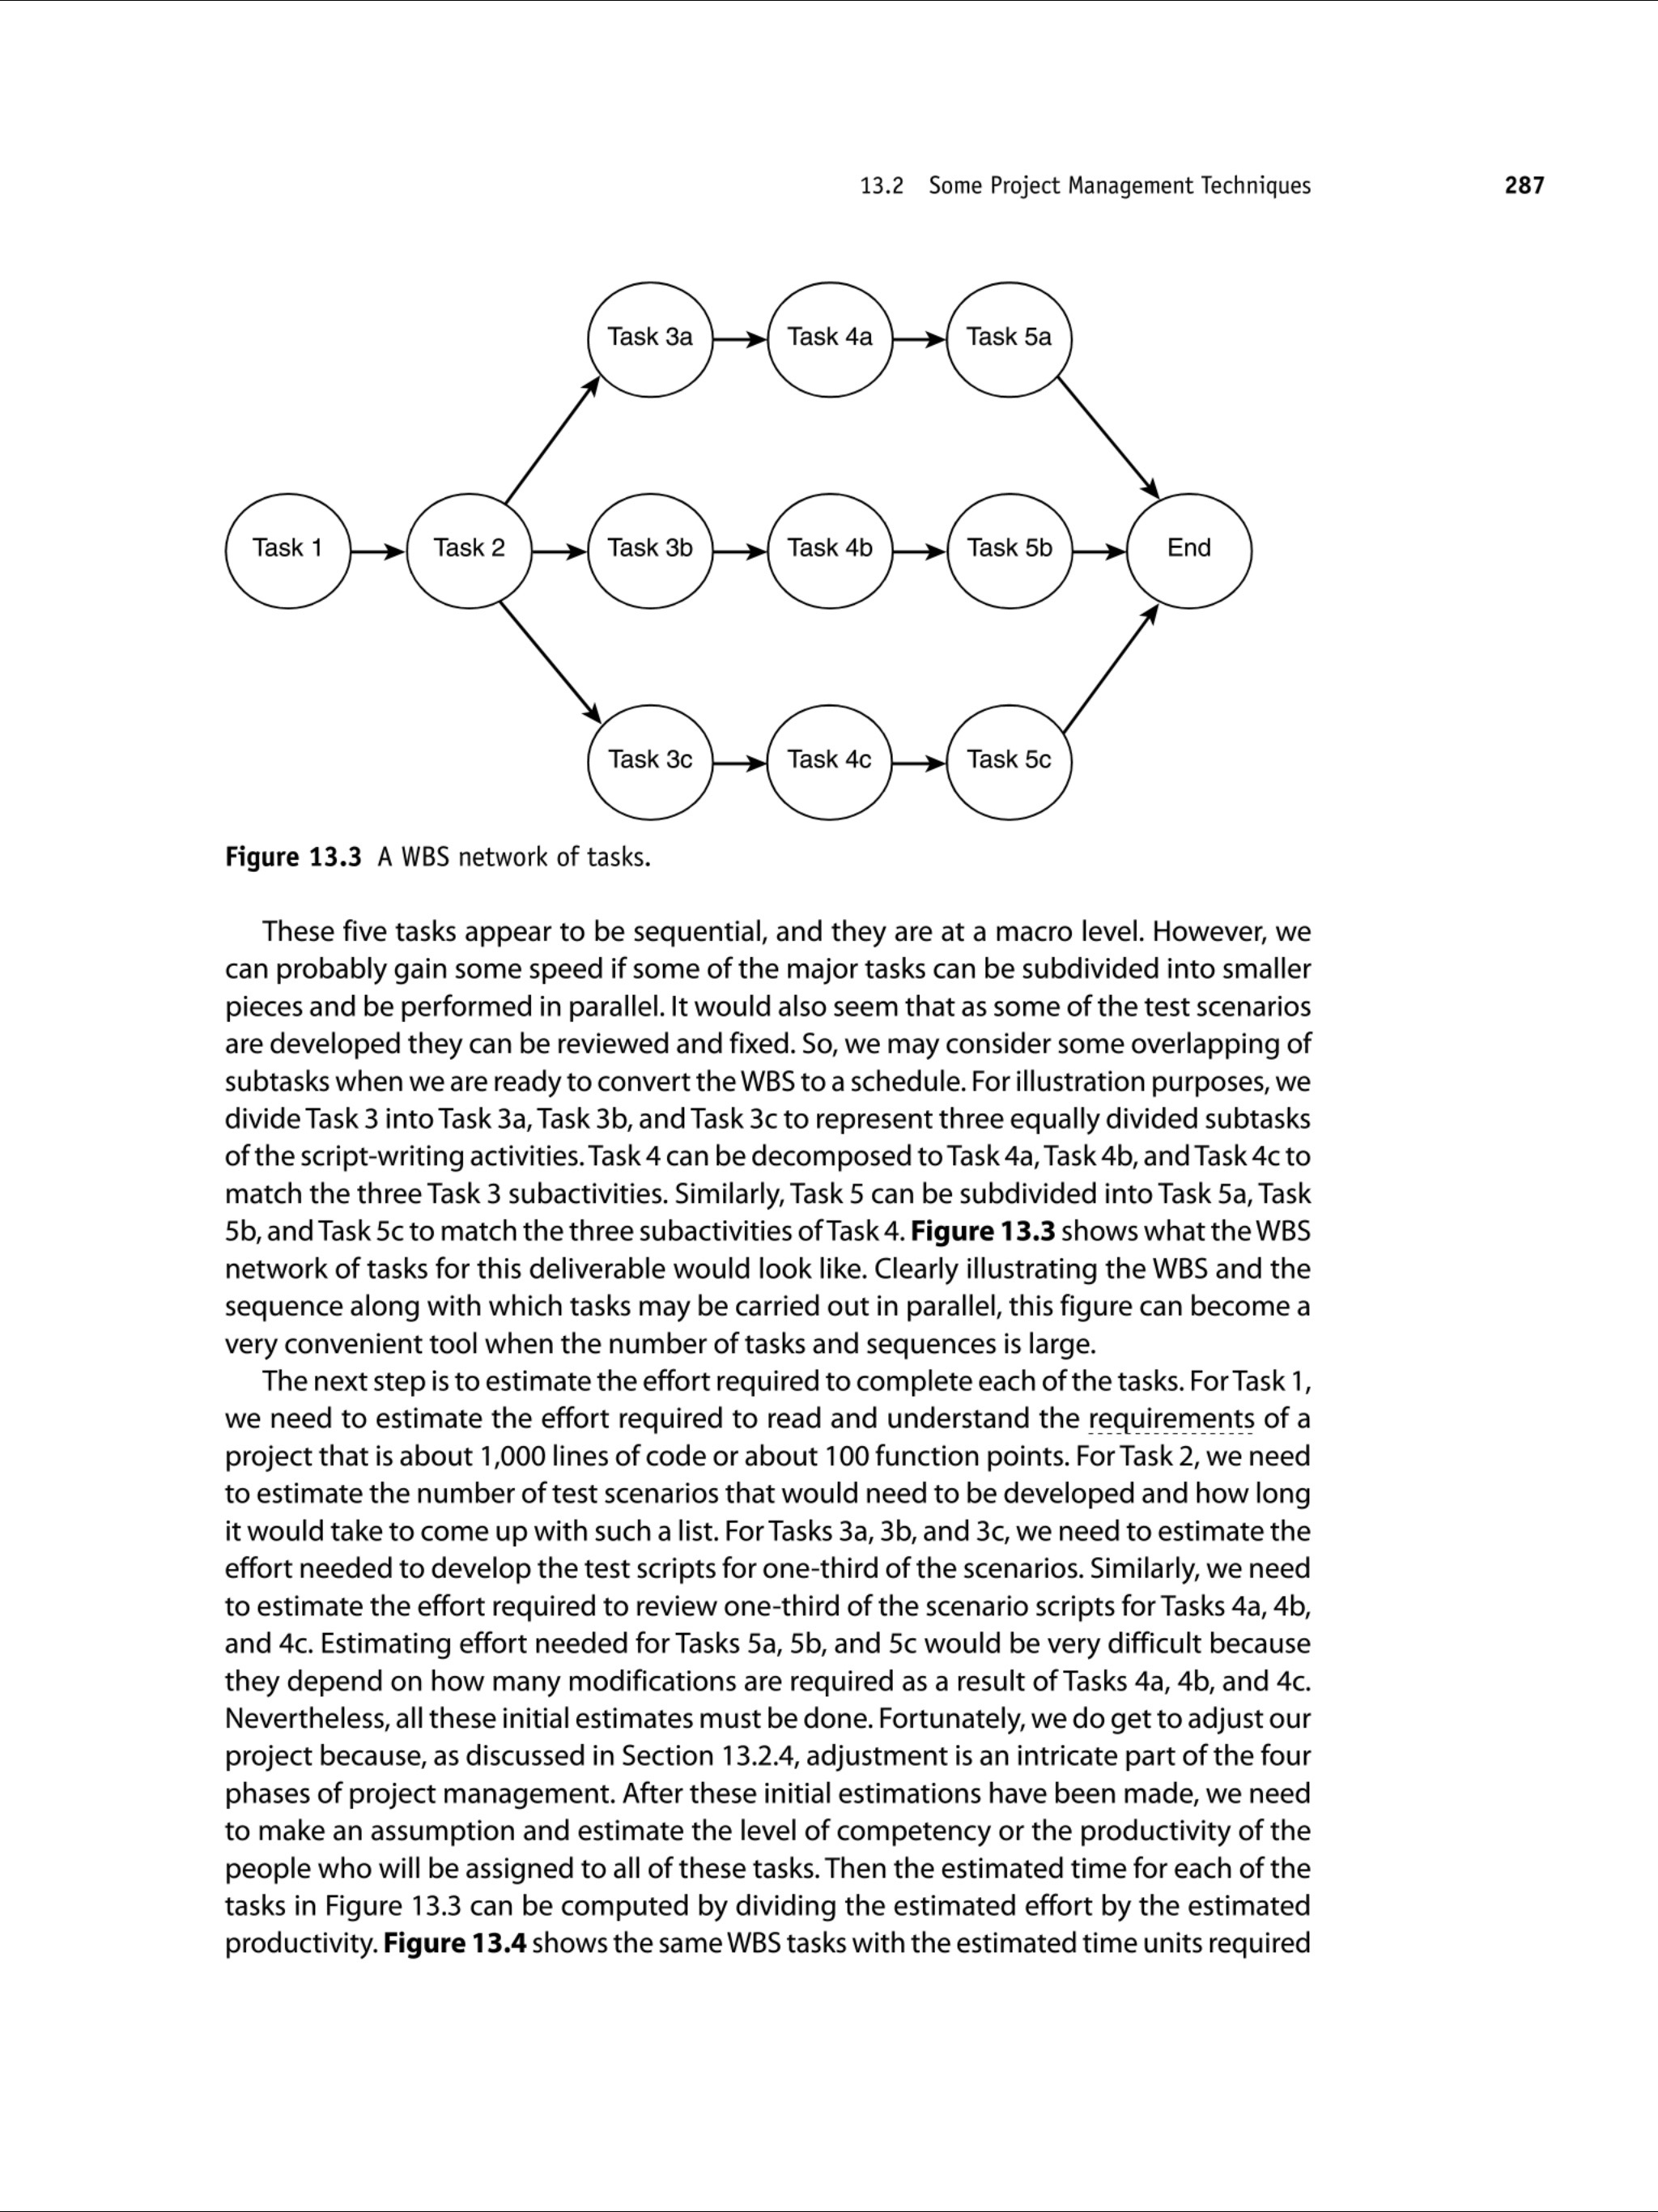 13.2 Some Project Management Techniques 287
Task 3a Task 4a Task 5a
Task 1 Task 2 Task 3b Task 4b Task 5b End
Task 3c Task 4c Task 5c
Figure 13.3 A WBS network of tasks.
These five tasks appear to be sequential, and they are at a macro level. However, we
can probably gain some speed if some of the major tasks can be subdivided into smaller
pieces and be performed in parallel. It would also seem that as some of the test scenarios
are developed they can be reviewed and fixed. So, we may consider some overlapping of
subtasks when we are ready to convert the WBS to a schedule. For illustration purposes, we
divide Task 3 into Task 3a, Task 3b, and Task 3c to represent three equally divided subtasks
of the script-writing activities. Task 4 can be decomposed to Task 4a, Task 4b, and Task 4c to
match the three Task 3 subactivities. Similarly, Task 5 can be subdivided into Task 5a, Task
5b, and Task 5c to match the three subactivities of Task 4. Figure 13.3 shows what the WBS
network of tasks for this deliverable would look like. Clearly illustrating the WBS and the
sequence along with which tasks may be carried out in parallel, this figure can become a
very convenient tool when the number of tasks and sequences is large.
The next step is to estimate the effort required to complete each of the tasks. For Task 1,
we need to estimate the effort required to read and understand the requirements of a
project that is about 1,000 lines of code or about 100 function points. For Task 2, we need
to estimate the number of test scenarios that would need to be developed and how long
it would take to come up with such a list. For Tasks 3a, 3b, and 3c, we need to estimate the
effort needed to develop the test scripts for one-third of the scenarios. Similarly, we need
to estimate the effort required to review one-third of the scenario scripts for Tasks 4a, 4b,
and 4c. Estimating effort needed for Tasks 5a, 5b, and 5c would be very difficult because
they depend on how many modifications are required as a result of Tasks 4a, 4b, and 4c.
Nevertheless, all these initial estimates must be done. Fortunately, we do get to adjust our
project because, as discussed in Section 13.2.4, adjustment is an intricate part of the four
phases of project management. After these initial estimations have been made, we need
to make an assumption and estimate the level of competency or the productivity of the
people who will be assigned to all of these tasks. Then the estimated time for each of the
tasks in Figure 13.3 can be computed by dividing the estimated effort by the estimated
productivity. Figure 13.4 shows the same WBS tasks with the estimated time units required